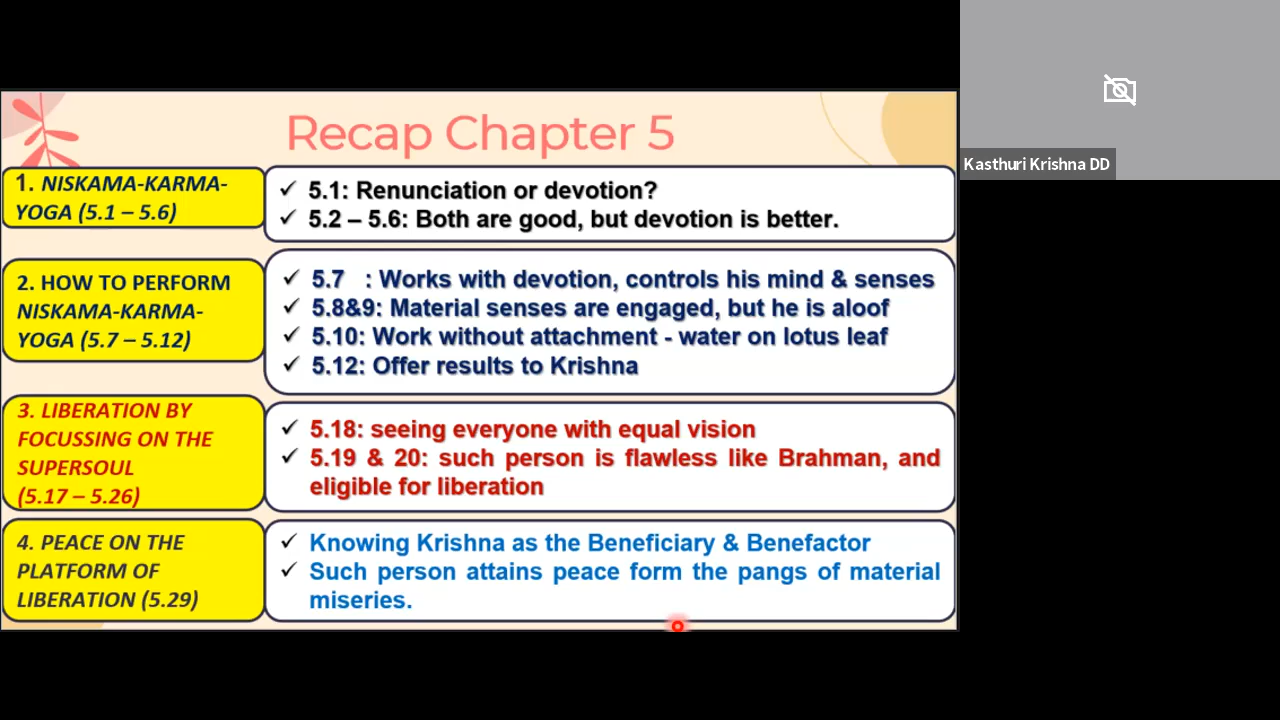 Recap Chapter 5
1. NISKAMA-KARMA-
YOGA (5.1 – 5.6)
✓ 5.1: Renunciation or devotion?
✓ 5.2 – 5.6: Both are good, but devotion is better.
2. HOW TO PERFORM
NISKAMA-KARMA-
YOGA (5.7 – 5.12)
✓ 5.7 : Works with devotion, controls his mind & senses
✓ 5.8&9: Material senses are engaged, but he is aloof
✓ 5.10: Work without attachment - water on lotus leaf
✓ 5.12: Offer results to Krishna
3. LIBERATION BY
FOCUSSING ON THE
SUPERSOUL
(5.17 – 5.26)
✓ 5.18: seeing everyone with equal vision
✓ 5.19 & 20: such person is flawless like Brahman, and
eligible for liberation
4. PEACE ON THE
PLATFORM OF
LIBERATION (5.29)
✓ Knowing Krishna as the Beneficiary & Benefactor
✓ Such person attains peace form the pangs of material
miseries.
Kasthuri Krishna DD